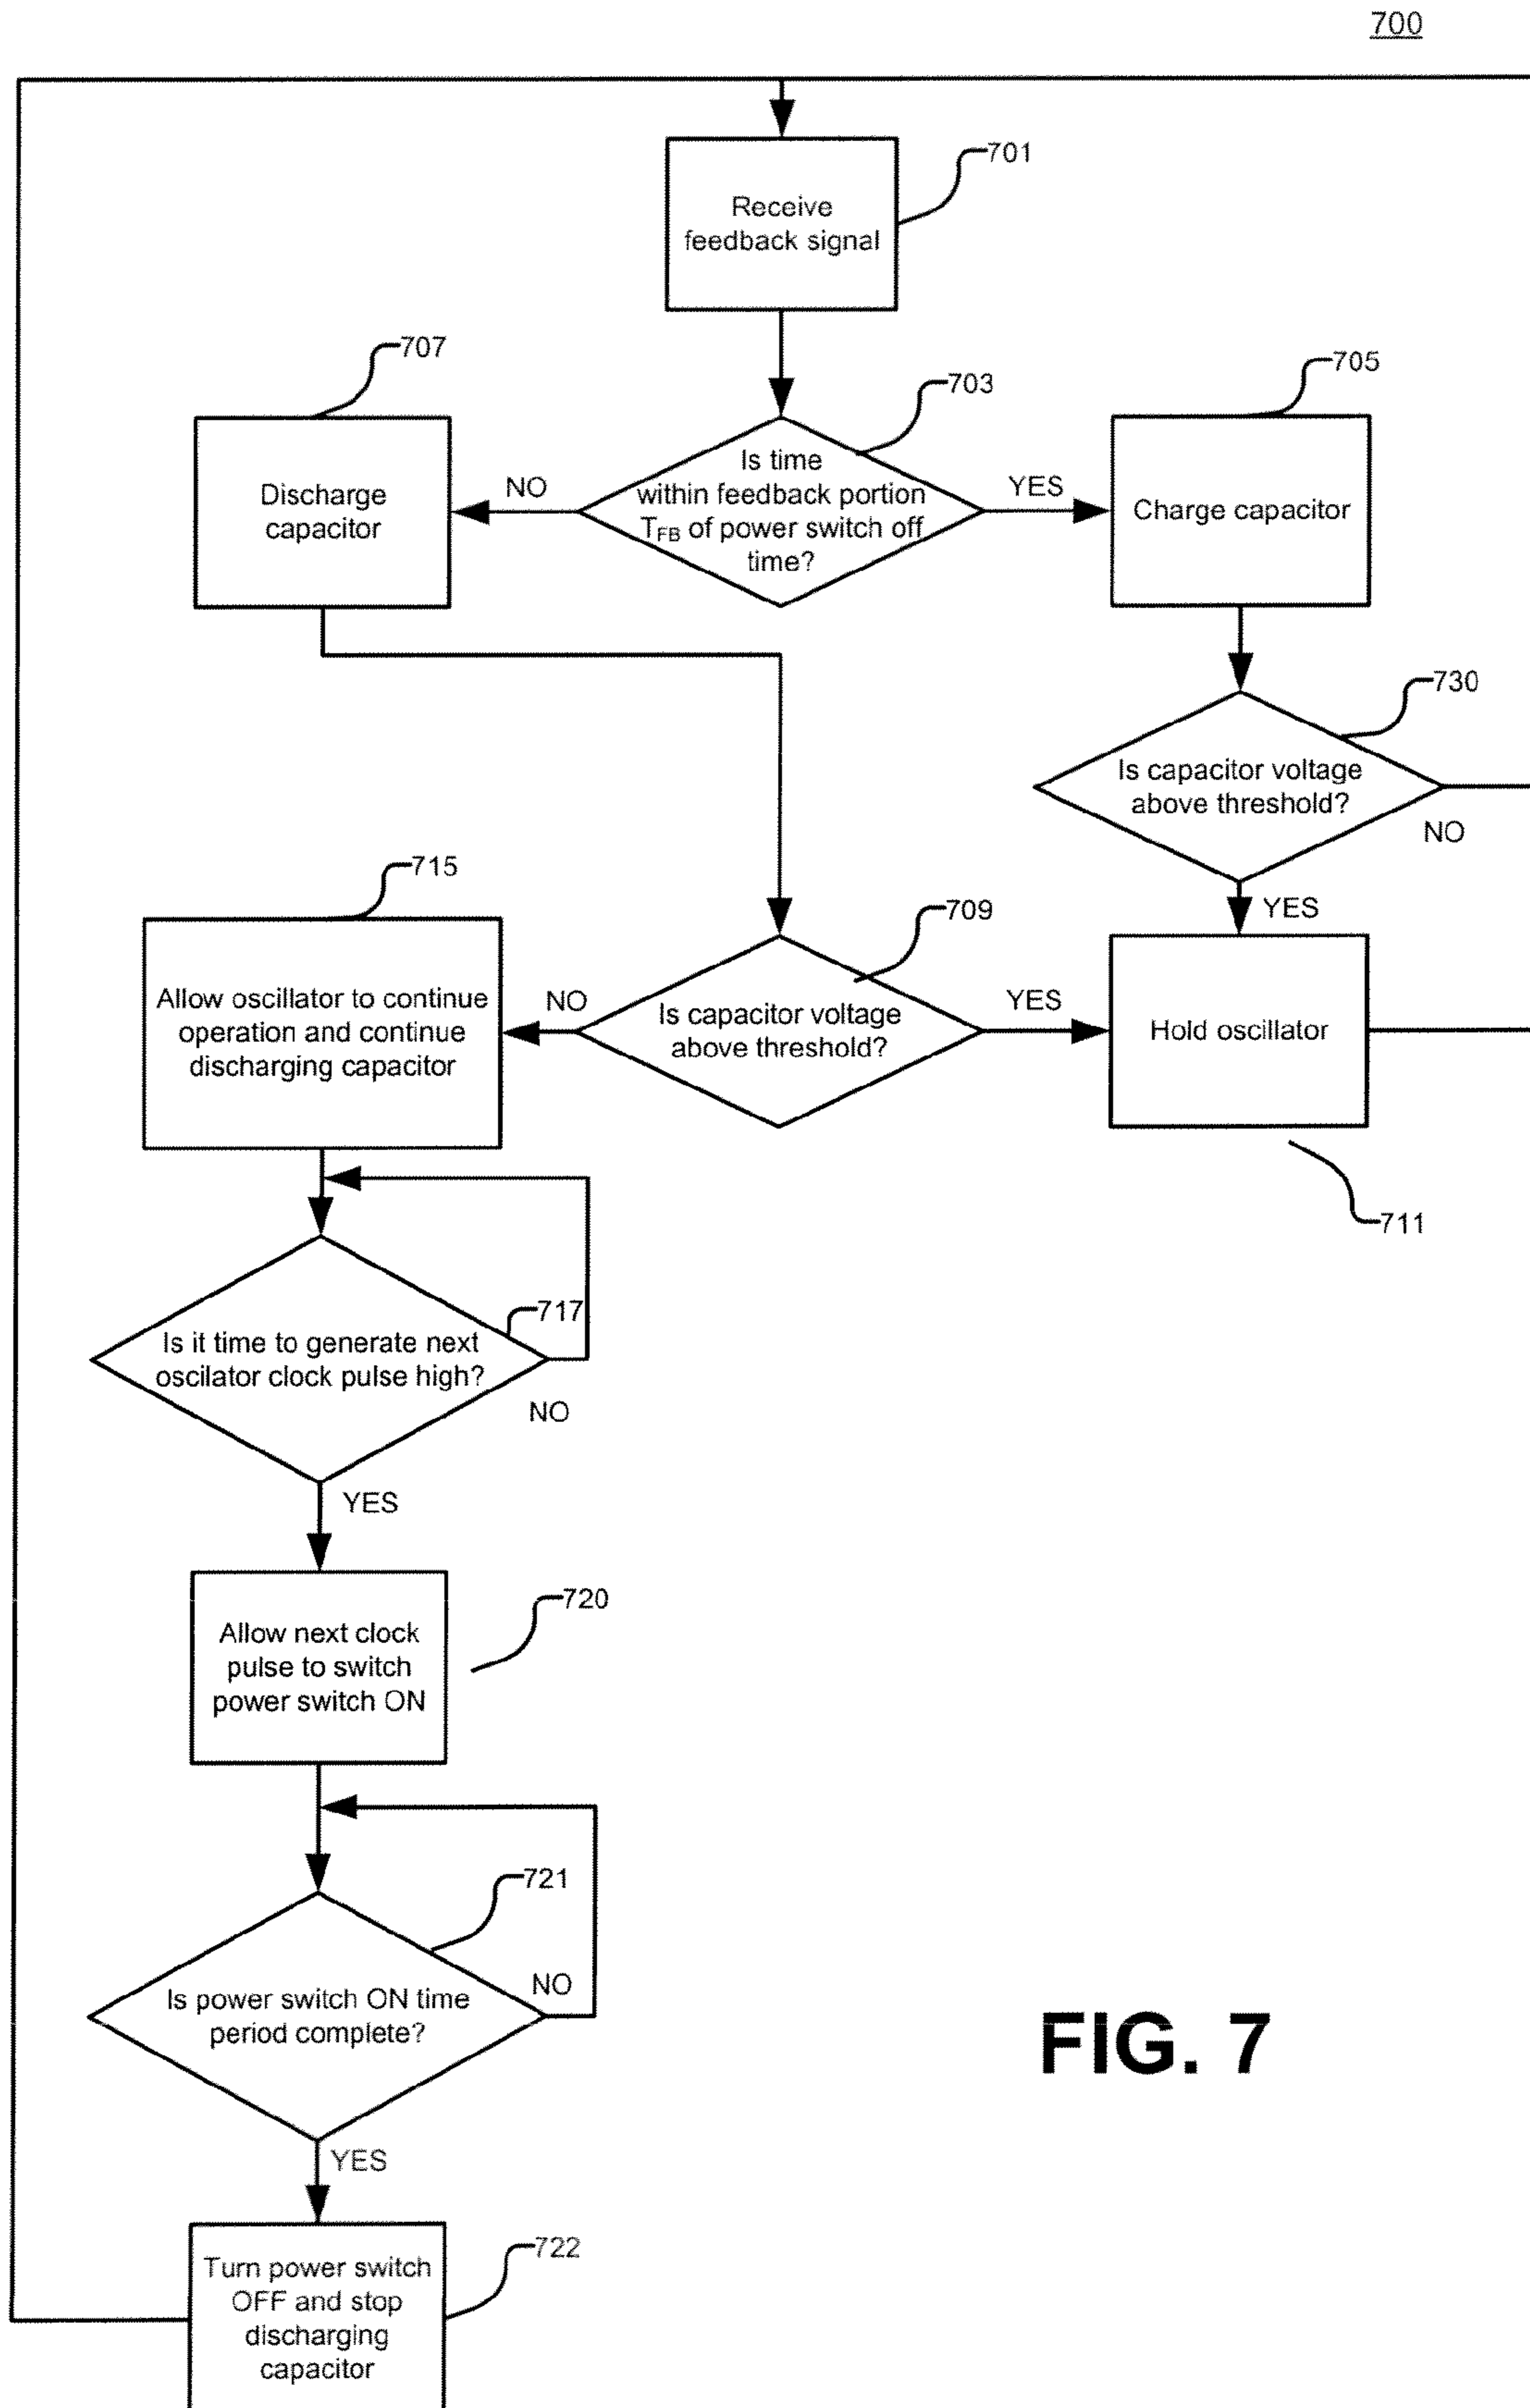 700
701
Receive
feedback signal
707
703
705
Discharge
capacitor
NO
Is time
within feedback portion
TFB of power switch off
time?
YES
Charge capacitor
730
Is capacitor voltage
above threshold?
NO
YES
715
709
Allow oscillator to continue
operation and continue
discharging capacitor
NO
Is capacitor voltage
above threshold?
YES
Hold oscillator
711
717
Is it time to generate next
oscilator clock pulse high?
NO
YES
720
Allow next clock
pulse to switch
power switch ON
721
Is power switch ON time
period complete?
NO
YES
722
Turn power switch
OFF and stop
discharging
capacitor
FIG. 7